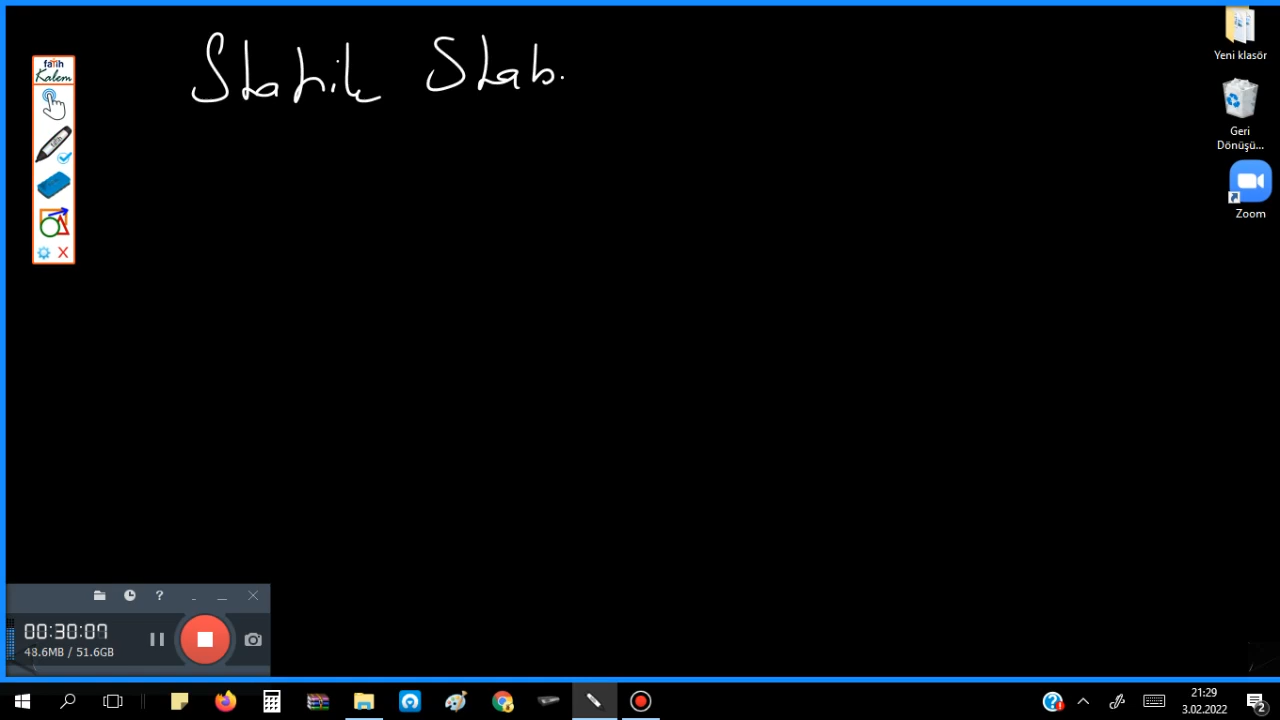 Statik Stab.
fatih
Kalem
Yeni klasör
Geri
Dönüşü...
Zoom
00:30:07
48.6MB / 51.6GB
21:29
3.02.2022
2